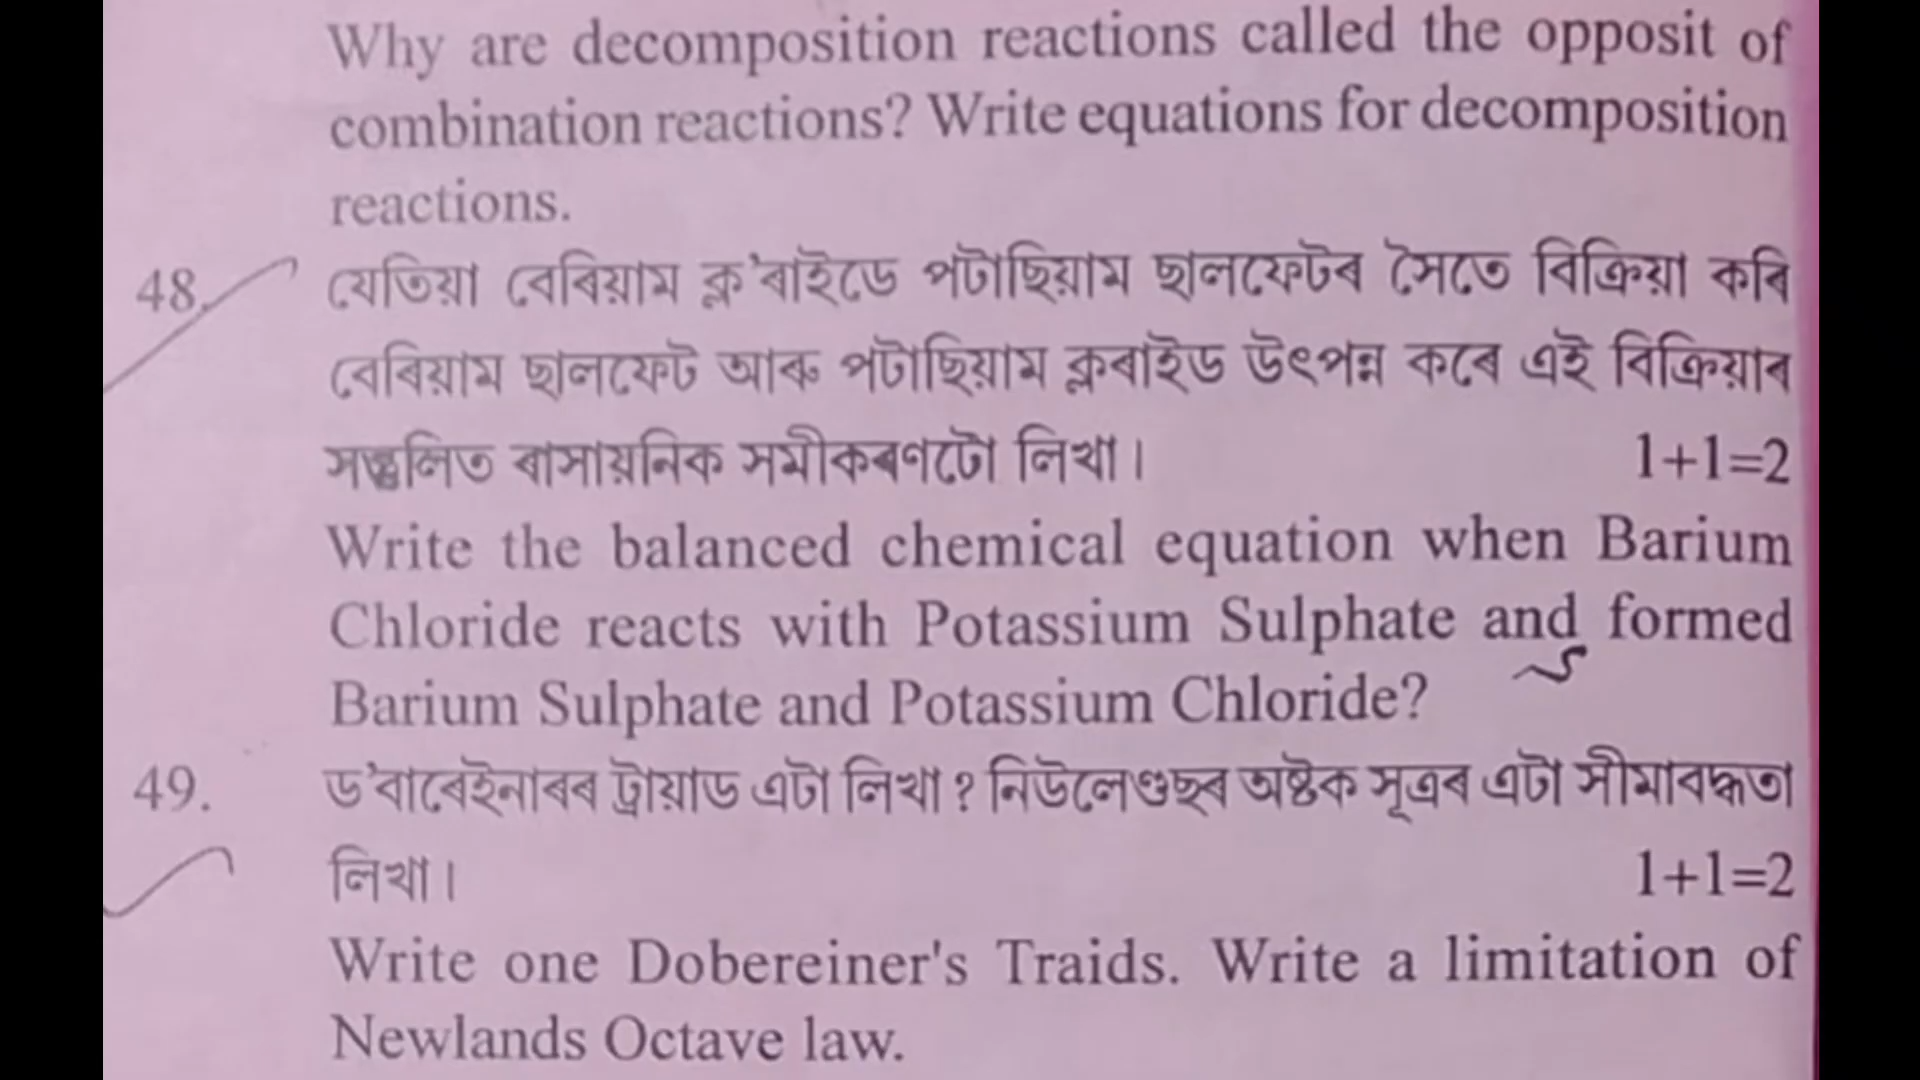 Why are decomposition reactions called the opposit of
combination reactions? Write equations for decomposition
reactions.
48. যেতিয়া বেৰিয়াম ক্ল'ৰাইডে পটাছিয়াম ছালফেটৰ সৈতে বিক্ৰিয়া কৰি
বেৰিয়াম ছালফেট আৰু পটাছিয়াম ক্লৰাইড উৎপন্ন কৰে এই বিক্ৰিয়াৰ
সন্তুলিত ৰাসায়নিক সমীকৰণটো লিখা। 1+1=2
Write the balanced chemical equation when Barium
Chloride reacts with Potassium Sulphate and formed
Barium Sulphate and Potassium Chloride?
49. ড'বাৰেইনাৰৰ ট্ৰায়াড এটা লিখা ? নিউলেণ্ডছৰ অষ্টক সূত্ৰৰ এটা সীমাবদ্ধতা
লিখা। 1+1=2
Write one Dobereiner's Traids. Write a limitation of
Newlands Octave law.